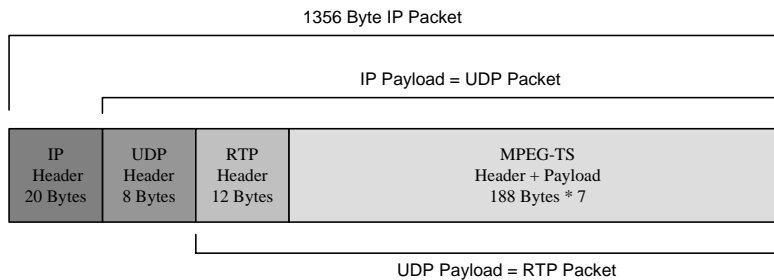 1356 Byte IP Packet
IP Payload = UDP Packet
IP
Header
20 Bytes
UDP
Header
8 Bytes
RTP
Header
12 Bytes
MPEG-TS
Header + Payload
188 Bytes * 7
UDP Payload = RTP Packet